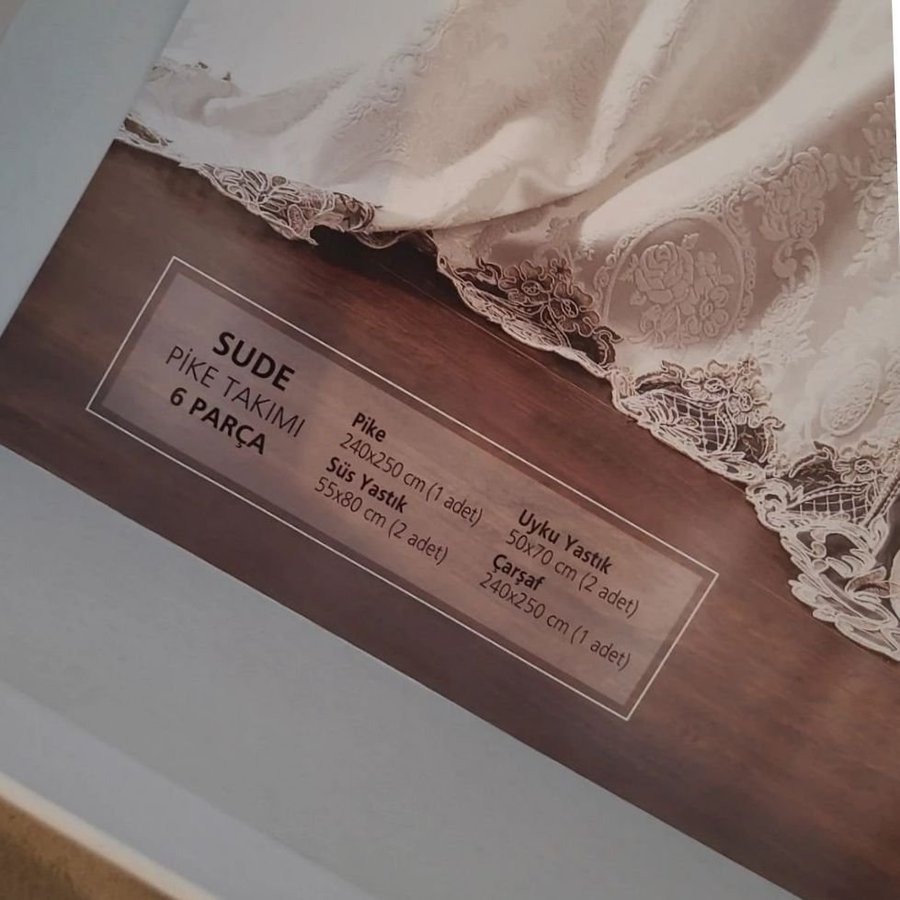 SUDE
PİKE TAKIMI
6 PARÇA
Pike
240x250 cm (1 adet)
Süs Yastık
55x80 cm (2 adet)
Uyku Yastık
50x70 cm (2 adet)
Çarşaf
240x250 cm (1 adet)